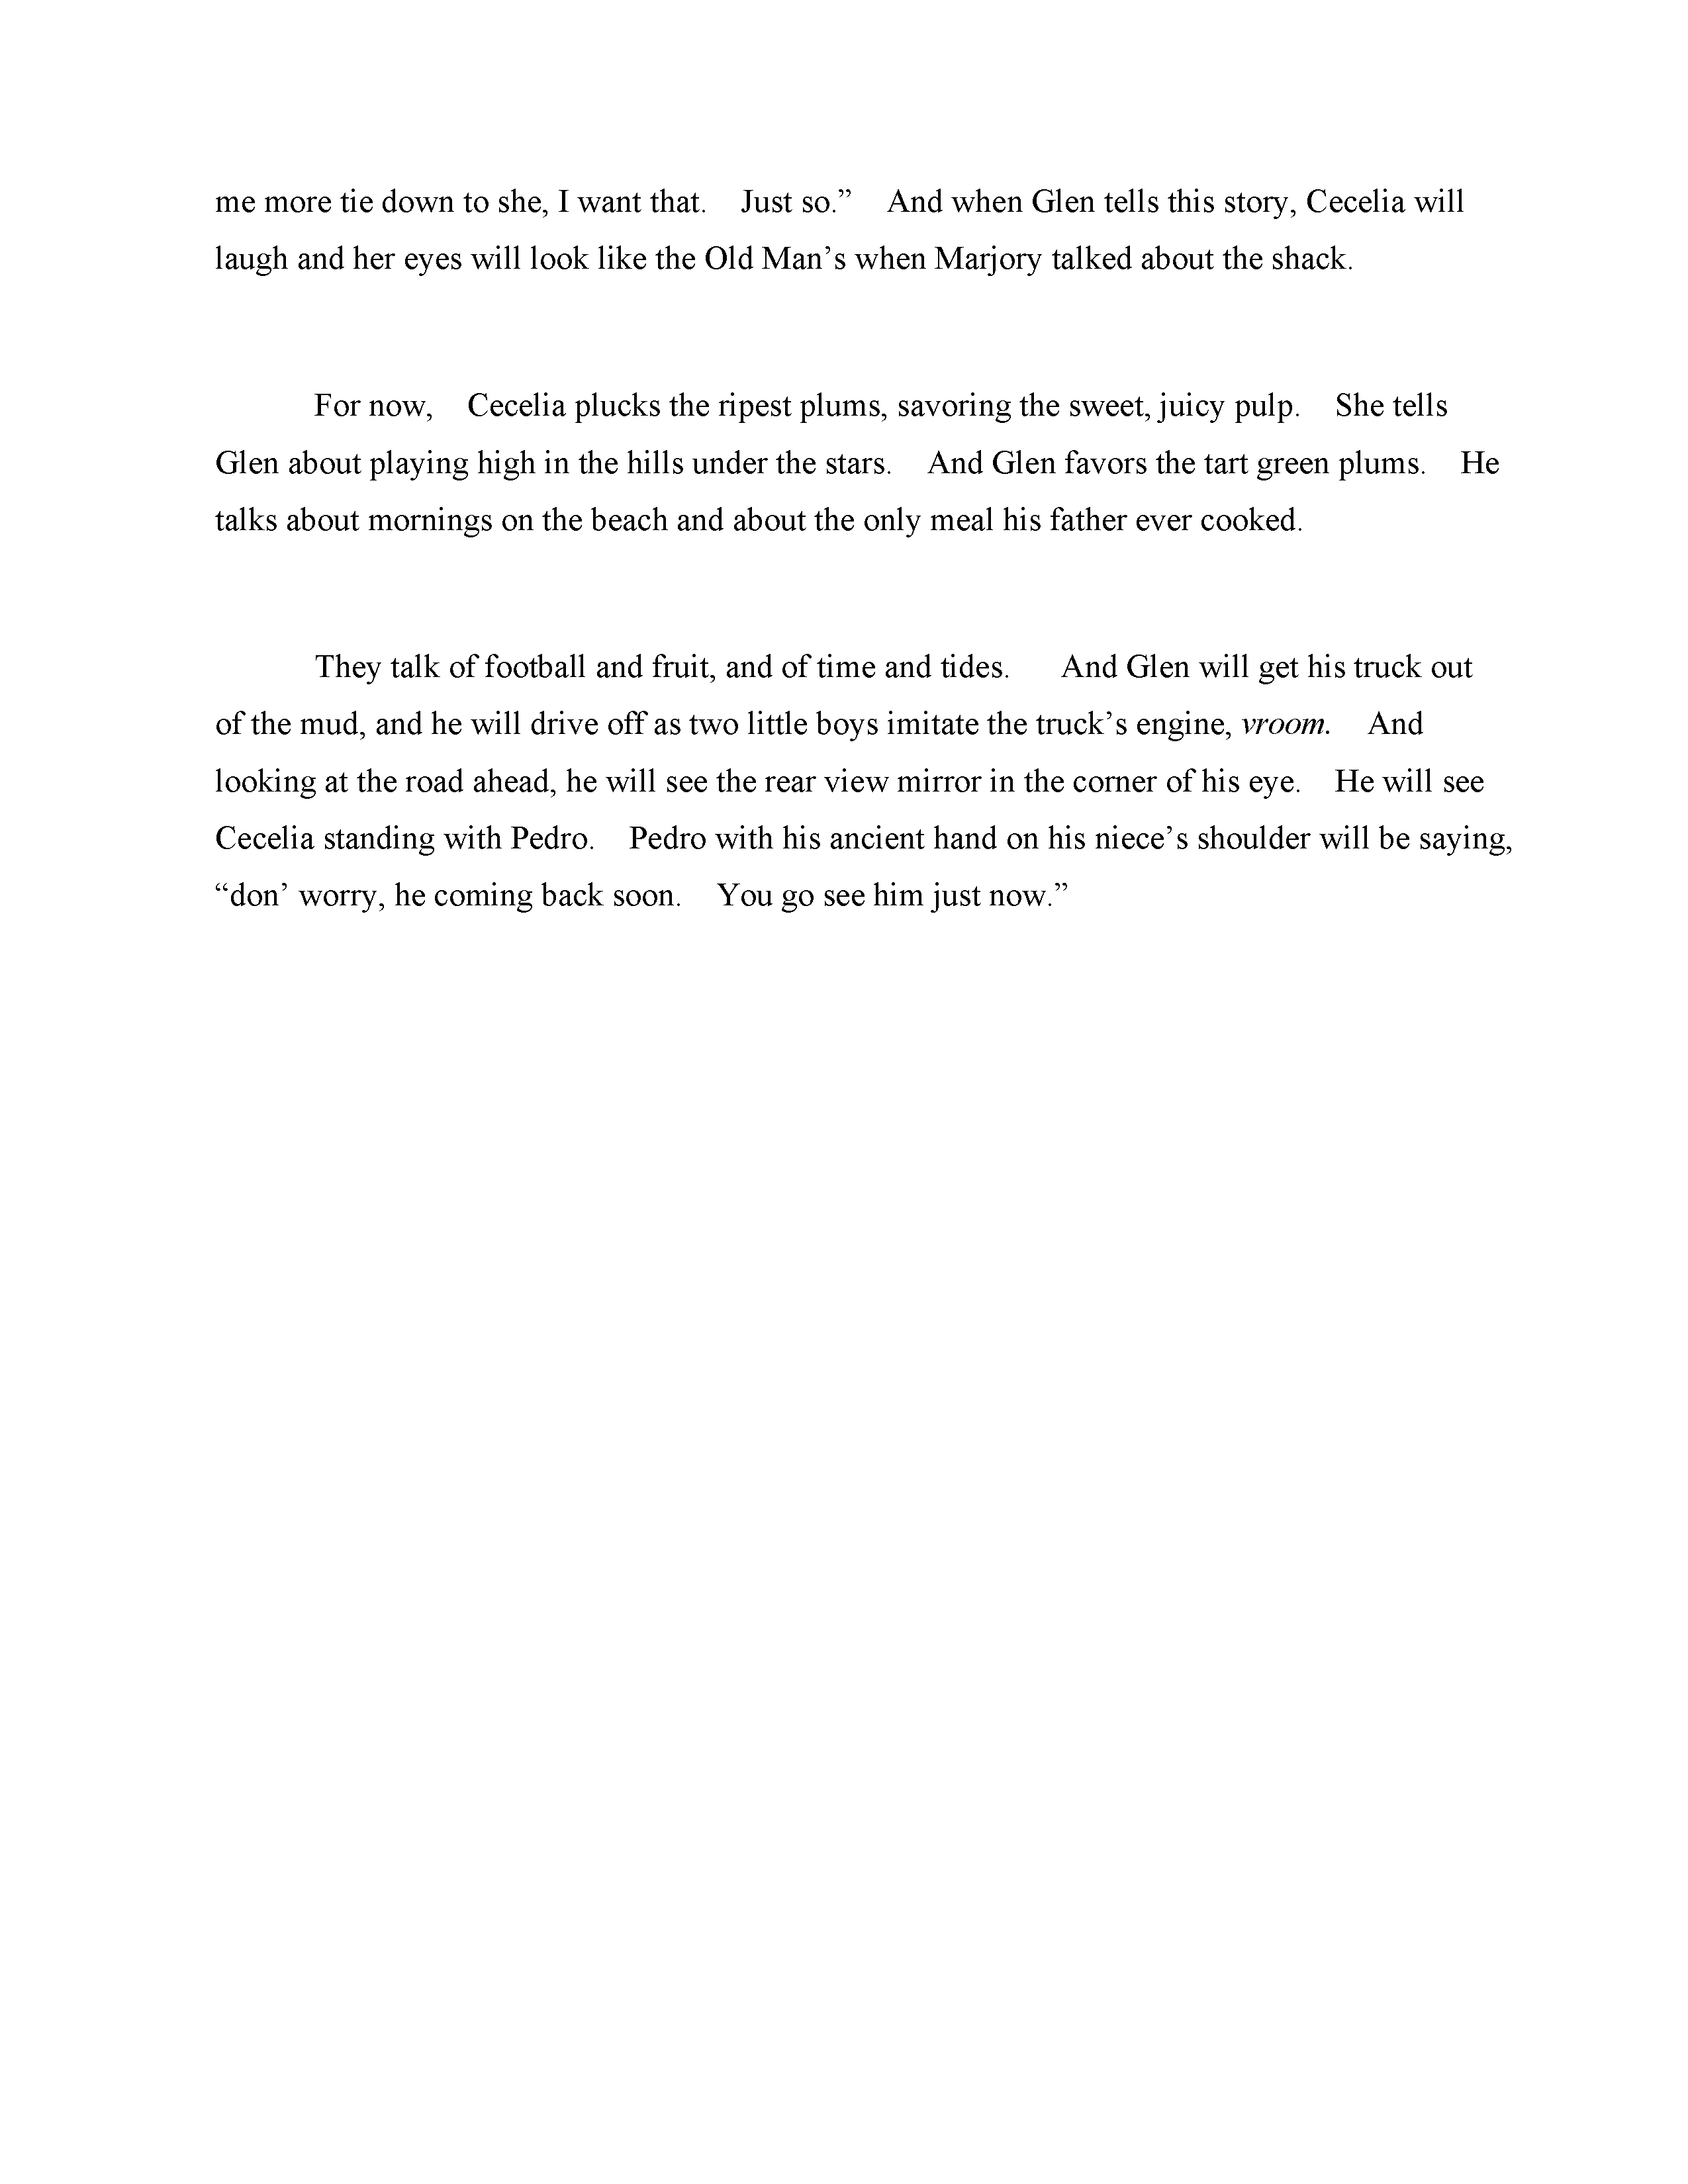 me more tie down to she, I want that.    Just so.”    And when Glen tells this story, Cecelia will
laugh and her eyes will look like the Old Man’s when Marjory talked about the shack.
For now,    Cecelia plucks the ripest plums, savoring the sweet, juicy pulp.    She tells
Glen about playing high in the hills under the stars.    And Glen favors the tart green plums.    He
talks about mornings on the beach and about the only meal his father ever cooked.
They talk of football and fruit, and of time and tides.      And Glen will get his truck out
of the mud, and he will drive off as two little boys imitate the truck’s engine, vroom.    And
looking at the road ahead, he will see the rear view mirror in the corner of his eye.    He will see
Cecelia standing with Pedro.    Pedro with his ancient hand on his niece’s shoulder will be saying,
“don’ worry, he coming back soon.    You go see him just now.”